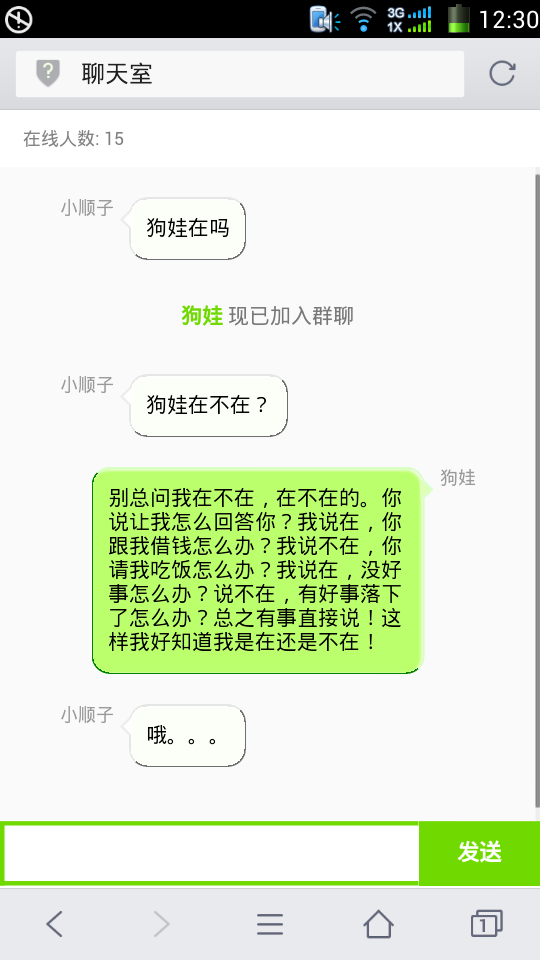 3G
1X
12:30
聊天室
在线人数: 15
小顺子
狗娃在吗
狗娃 现已加入群聊
小顺子
狗娃在不在？
狗娃
别总问我在不在，在不在的。你
说让我怎么回答你？我说在，你
跟我借钱怎么办？我说不在，你
请我吃饭怎么办？我说在，没好
事怎么办？说不在，有好事落下
了怎么办？总之有事直接说！这
样我好知道我是在还是不在！
小顺子
哦。。。
发送
1